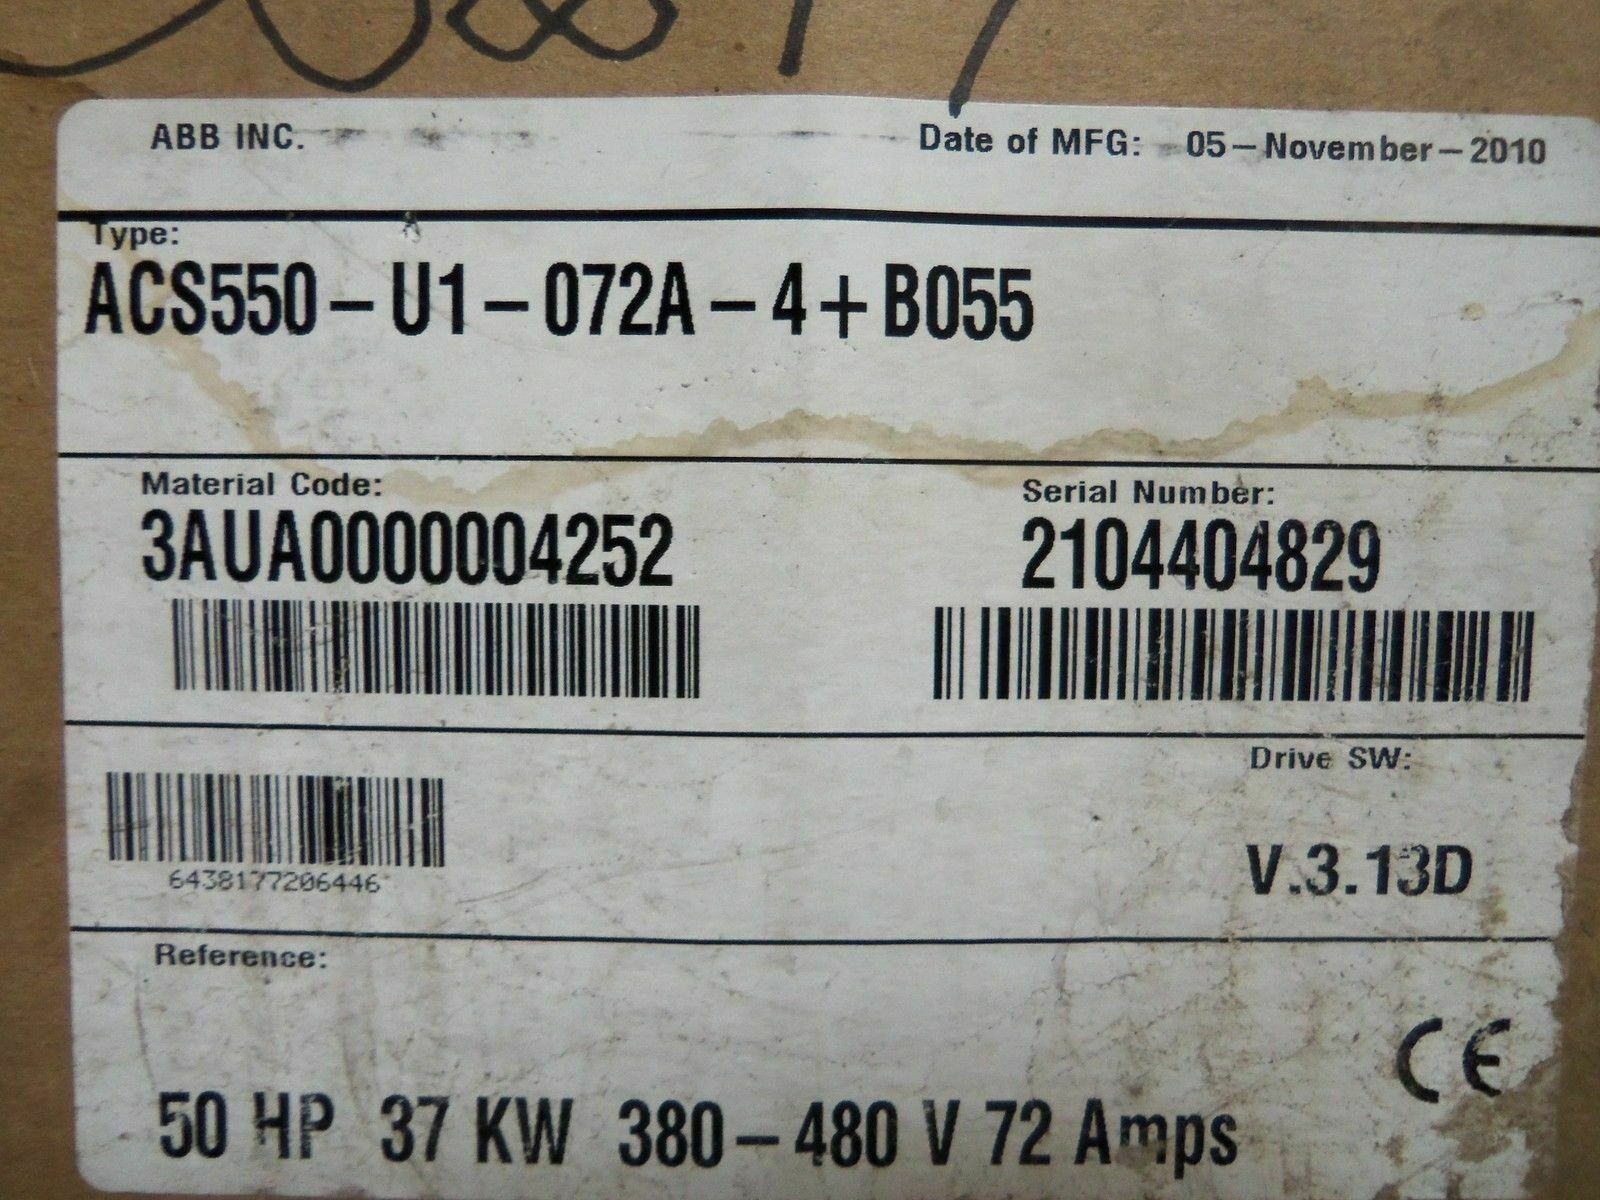 ABB INC.
Date of MFG: 05-November-2010
Type:
ACS550-U1-072A-4+B055
Material Code:
3AUA0000004252
Serial Number:
2104404829
6438177206446
Drive SW:
V.3.13D
Reference:
CE
50 HP 37 KW 380-480 V 72 Amps